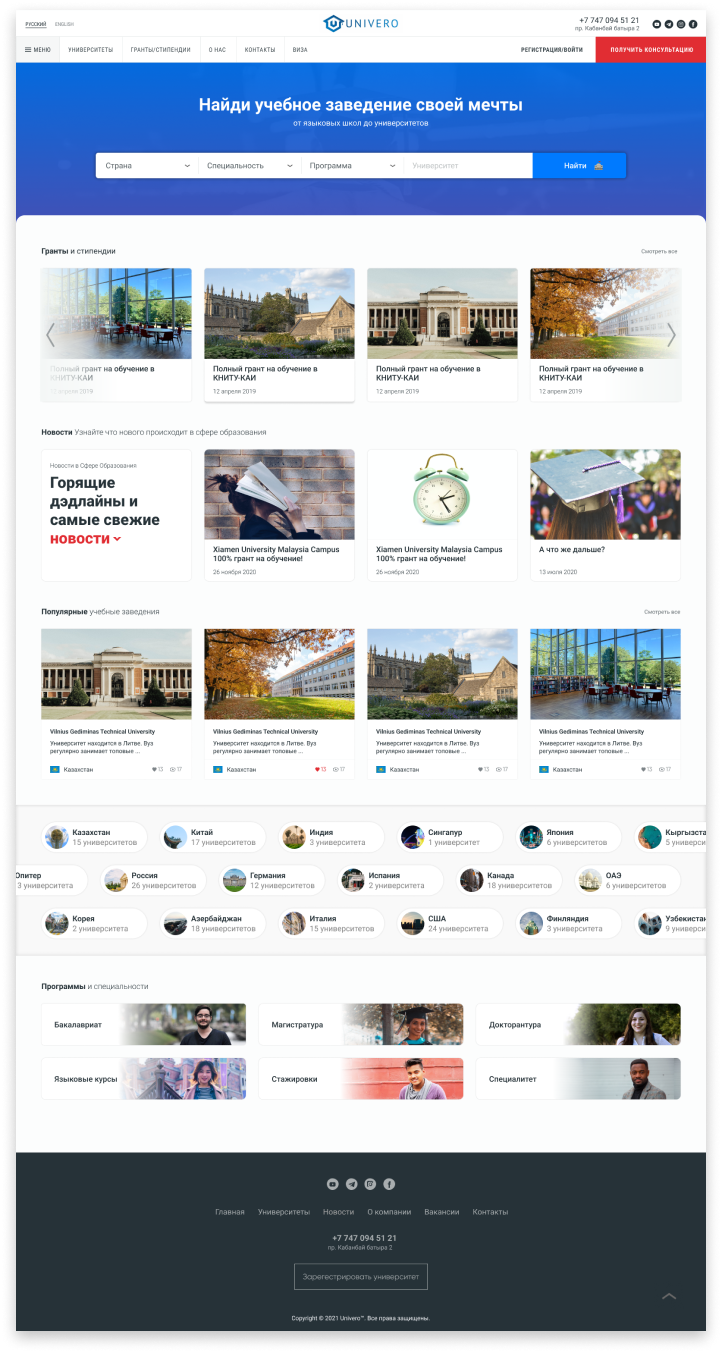 РУССКИЙ ENGLISH
UNIVERO
+7 747 094 51 21
пр. Кабанбай батыра 2
МЕНЮ УНИВЕРСИТЕТЫ ГРАНТЫ/СТИПЕНДИИ О НАС КОНТАКТЫ ВИЗА РЕГИСТРАЦИЯ/ВОЙТИ ПОЛУЧИТЬ КОНСУЛЬТАЦИЮ
Найди учебное заведение своей мечты
от языковых школ до университетов
Страна Специальность Программа Университет Найти
Гранты и стипендии Смотреть все
Полный грант на обучение в
КНИТУ-КАИ
12 апреля 2019
Полный грант на обучение в
КНИТУ-КАИ
12 апреля 2019
Полный грант на обучение в
КНИТУ-КАИ
12 апреля 2019
Полный грант на обучение в
КНИТУ-КАИ
12 апреля 2019
Новости Узнайте что нового происходит в сфере образования
Новости в Сфере Образования
Горящие
дэдлайны и
самые свежие
новости
Xiamen University Malaysia Campus
100% грант на обучение!
26 ноября 2020
Xiamen University Malaysia Campus
100% грант на обучение!
26 ноября 2020
А что же дальше?
13 июля 2020
Популярные учебные заведения Смотреть все
Vilnius Gediminas Technical University
Университет находится в Литве. Вуз
регулярно занимает топовые ...
Казахстан 13 17
Vilnius Gediminas Technical University
Университет находится в Литве. Вуз
регулярно занимает топовые ...
Казахстан 13 17
Vilnius Gediminas Technical University
Университет находится в Литве. Вуз
регулярно занимает топовые ...
Казахстан 13 17
Vilnius Gediminas Technical University
Университет находится в Литве. Вуз
регулярно занимает топовые ...
Казахстан 13 17
Казахстан
15 университетов
Китай
17 университетов
Индия
3 университета
Сингапур
1 университет
Япония
6 университетов
Кыргызста
5 универси
Юпитер
3 университета
Россия
26 университетов
Германия
12 университетов
Испания
2 университета
Канада
18 университетов
ОАЭ
6 университетов
Корея
2 университета
Азербайджан
18 университетов
Италия
15 университетов
США
24 университета
Финляндия
3 университета
Узбекистан
9 универси
Программы и специальности
Бакалавриат
Магистратура
Докторантура
Языковые курсы
Стажировки
Специалитет
Главная Университеты Новости О компании Вакансии Контакты
+7 747 094 51 21
пр. Кабанбай батыра 2
Зарегестрировать университет
Copyright © 2021 Univero™. Все права защищены.